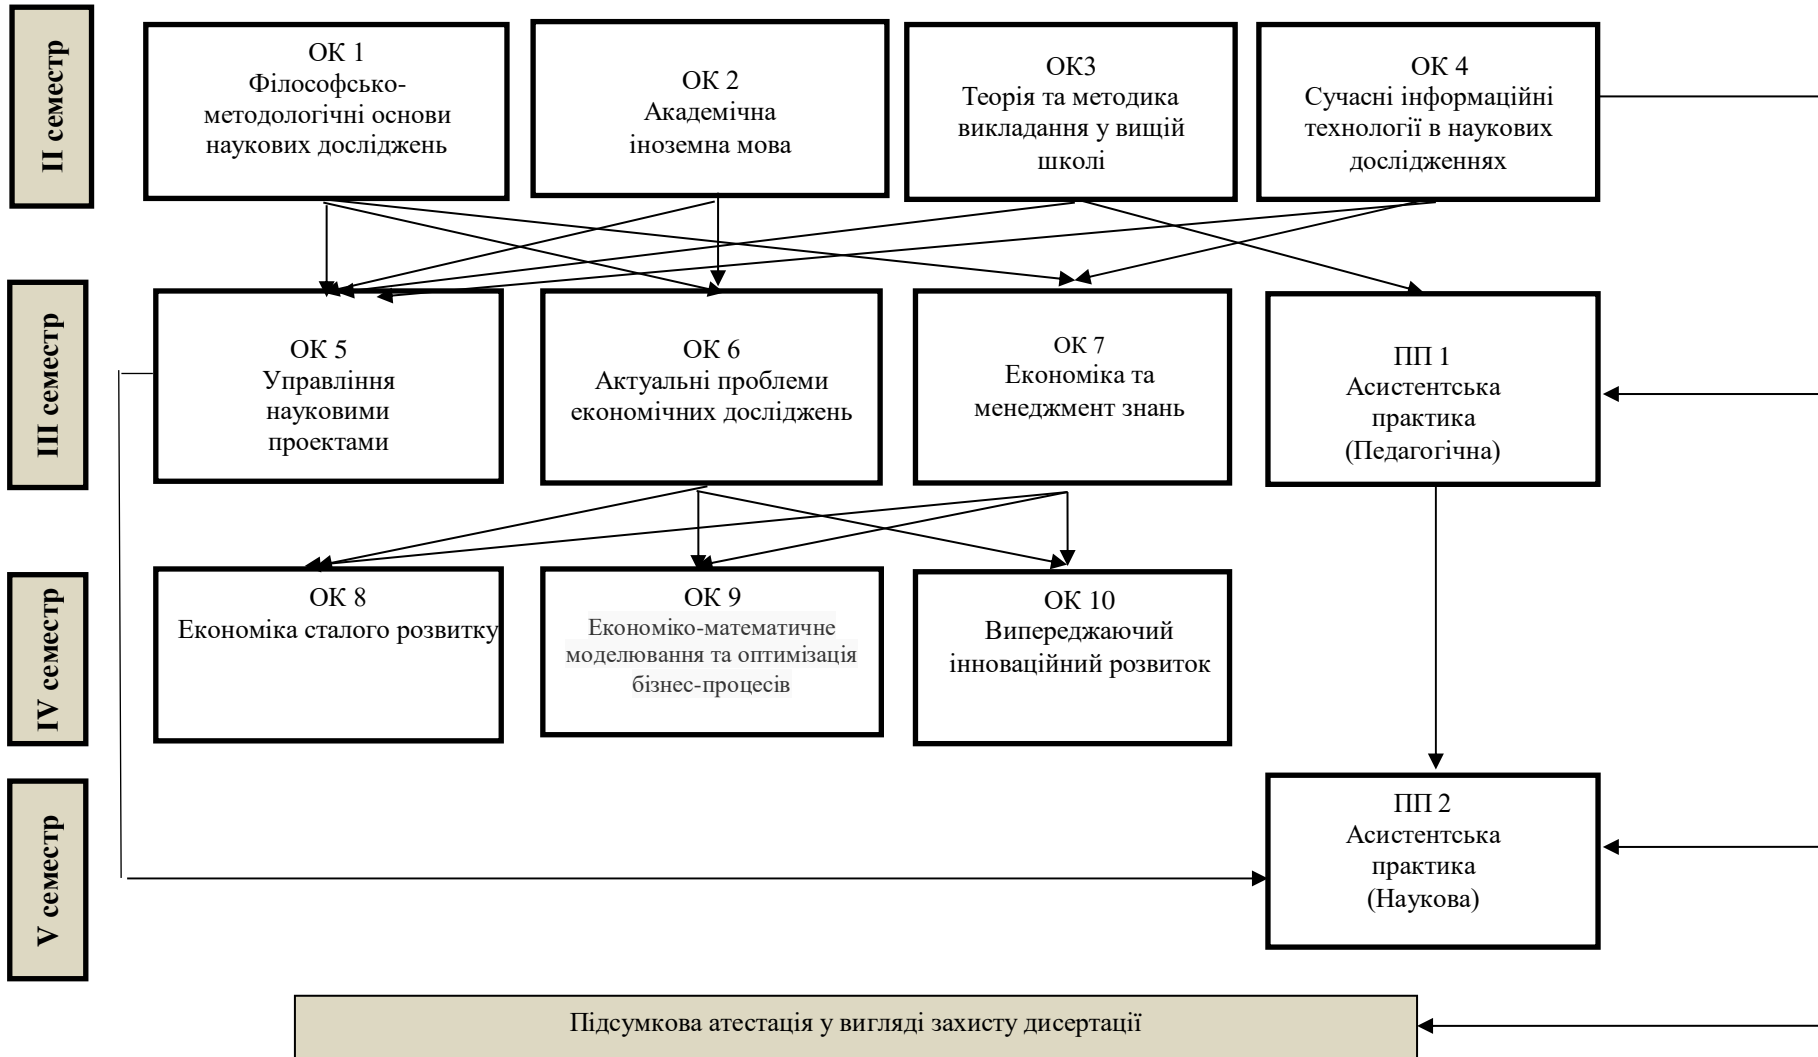 II семестр
ОК 1
Філософсько-
методологічні основи
наукових досліджень
ОК 2
Академічна
іноземна мова
ОК3
Теорія та методика
викладання у вищій
школі
ОК 4
Сучасні інформаційні
технології в наукових
дослідженнях
III семестр
ОК 5
Управління
науковими
проектами
ОК 6
Актуальні проблеми
економічних досліджень
ОК 7
Економіка та
менеджмент знань
ПП 1
Асистентська
практика
(Педагогічна)
IV семестр
ОК 8
Економіка сталого розвитку
ОК 9
Економіко-математичне
моделювання та оптимізація
бізнес-процесів
ОК 10
Випереджаючий
інноваційний розвиток
V семестр
ПП 2
Асистентська
практика
(Наукова)
Підсумкова атестація у вигляді захисту дисертації